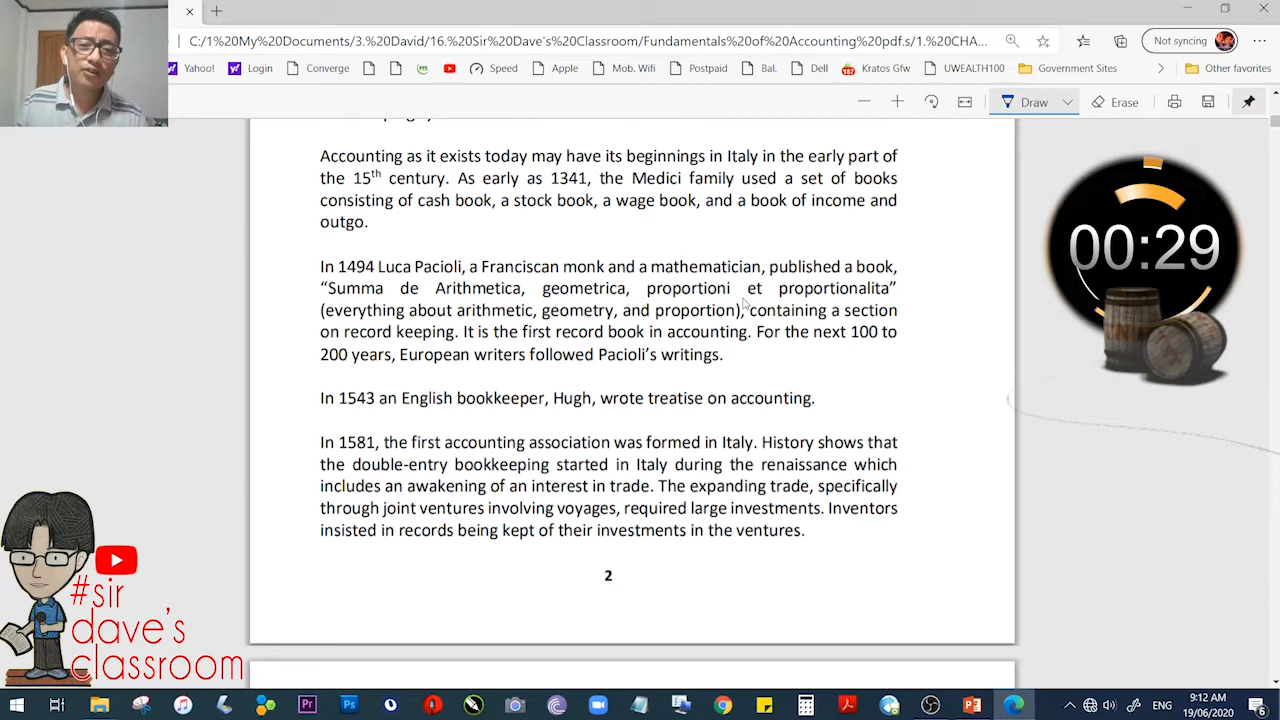 C:/1%20My%20Documents/3.%20David/16.%20Sir%20Dave's%20Classroom/Fundamentals%20of%20Accounting%20pdf.s/1.%20CHA...
Not syncing
Yahoo!
Login
Converge
Speed
Apple
Mob. Wifi
Postpaid
Bal.
Dell
Kratos Gfw
UWEALTH100
Government Sites
Other favorites
Draw
Erase
Accounting as it exists today may have its beginnings in Italy in the early part of
the 15th century. As early as 1341, the Medici family used a set of books
consisting of cash book, a stock book, a wage book, and a book of income and
outgo.
In 1494 Luca Pacioli, a Franciscan monk and a mathematician, published a book,
“Summa de Arithmetica, geometrica, proportioni et proportionalita”
(everything about arithmetic, geometry, and proportion), containing a section
on record keeping. It is the first record book in accounting. For the next 100 to
200 years, European writers followed Pacioli’s writings.
In 1543 an English bookkeeper, Hugh, wrote treatise on accounting.
In 1581, the first accounting association was formed in Italy. History shows that
the double-entry bookkeeping started in Italy during the renaissance which
includes an awakening of an interest in trade. The expanding trade, specifically
through joint ventures involving voyages, required large investments. Inventors
insisted in records being kept of their investments in the ventures.
2
00:29
#sir
dave's
classroom
ENG
9:12 AM
19/06/2020
6